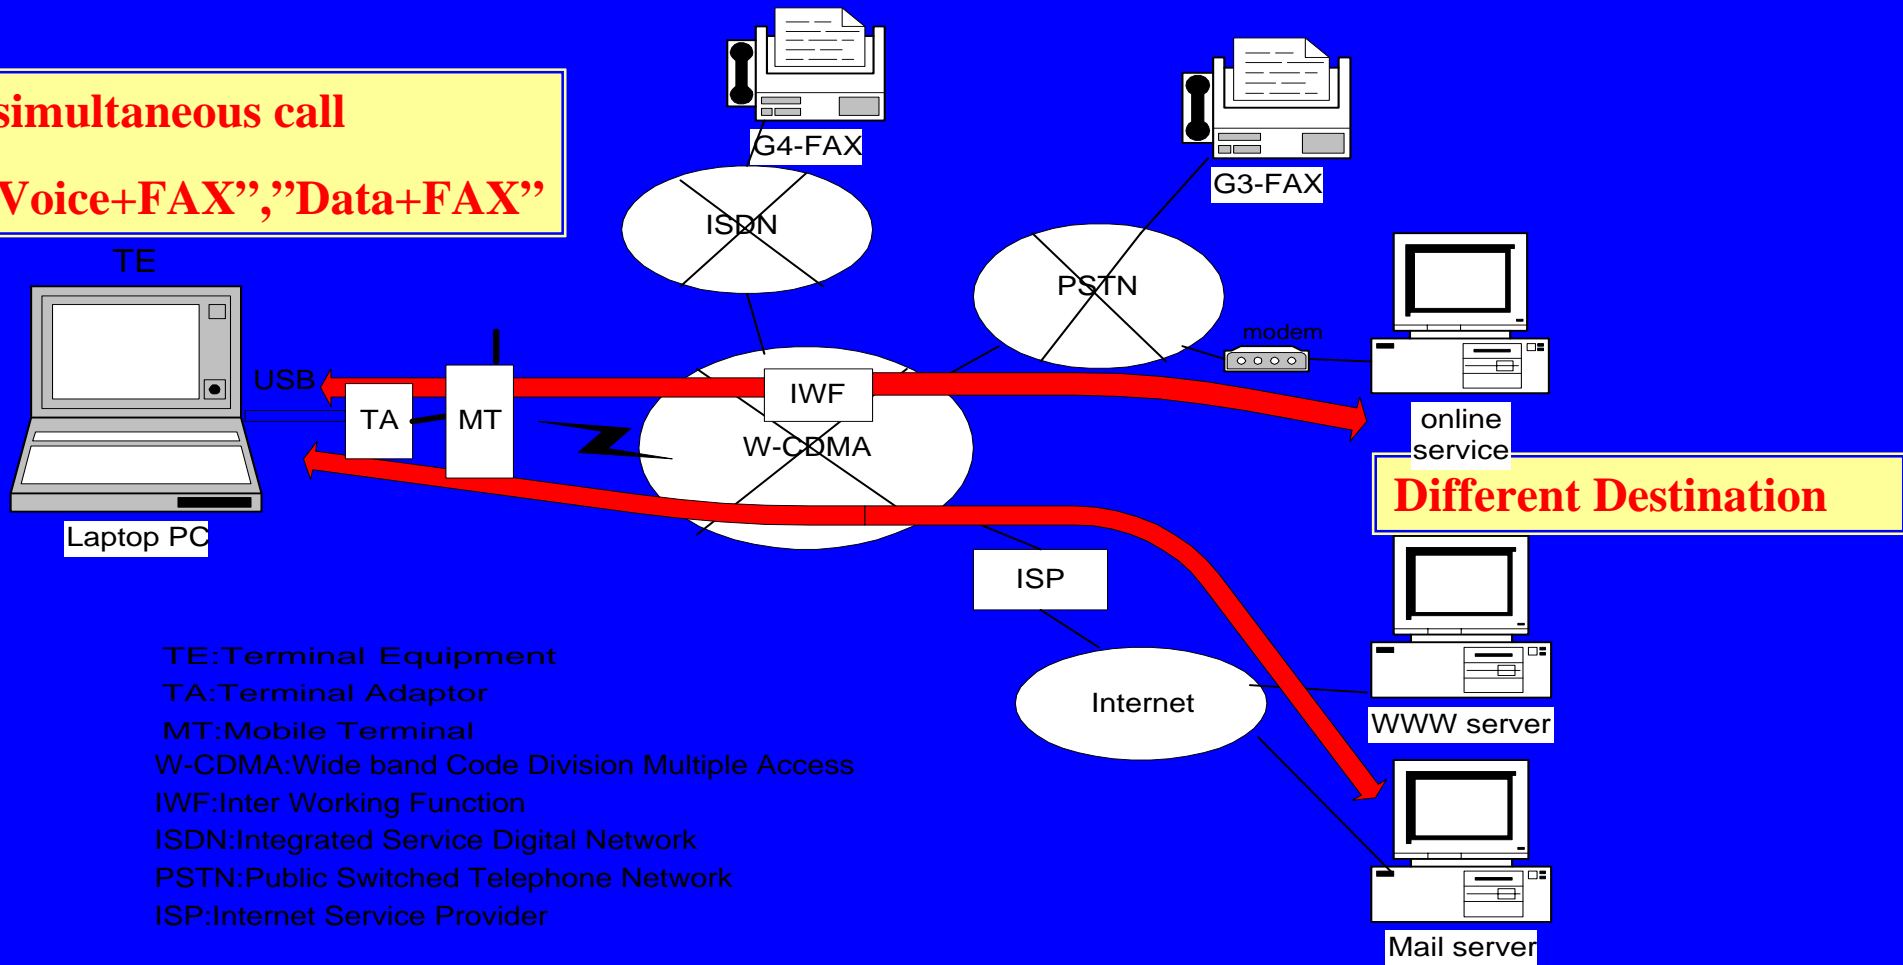 simultaneous call
Voice+FAX”,”Data+FAX”
G4-FAX
G3-FAX
ISDN
PSTN
TE
modem
USB
TA
MT
IWF
W-CDMA
online
service
Different Destination
Laptop PC
ISP
Internet
WWW server
Mail server
TE:Terminal Equipment
TA:Terminal Adaptor
MT:Mobile Terminal
W-CDMA:Wide band Code Division Multiple Access
IWF:Inter Working Function
ISDN:Integrated Service Digital Network
PSTN:Public Switched Telephone Network
ISP:Internet Service Provider